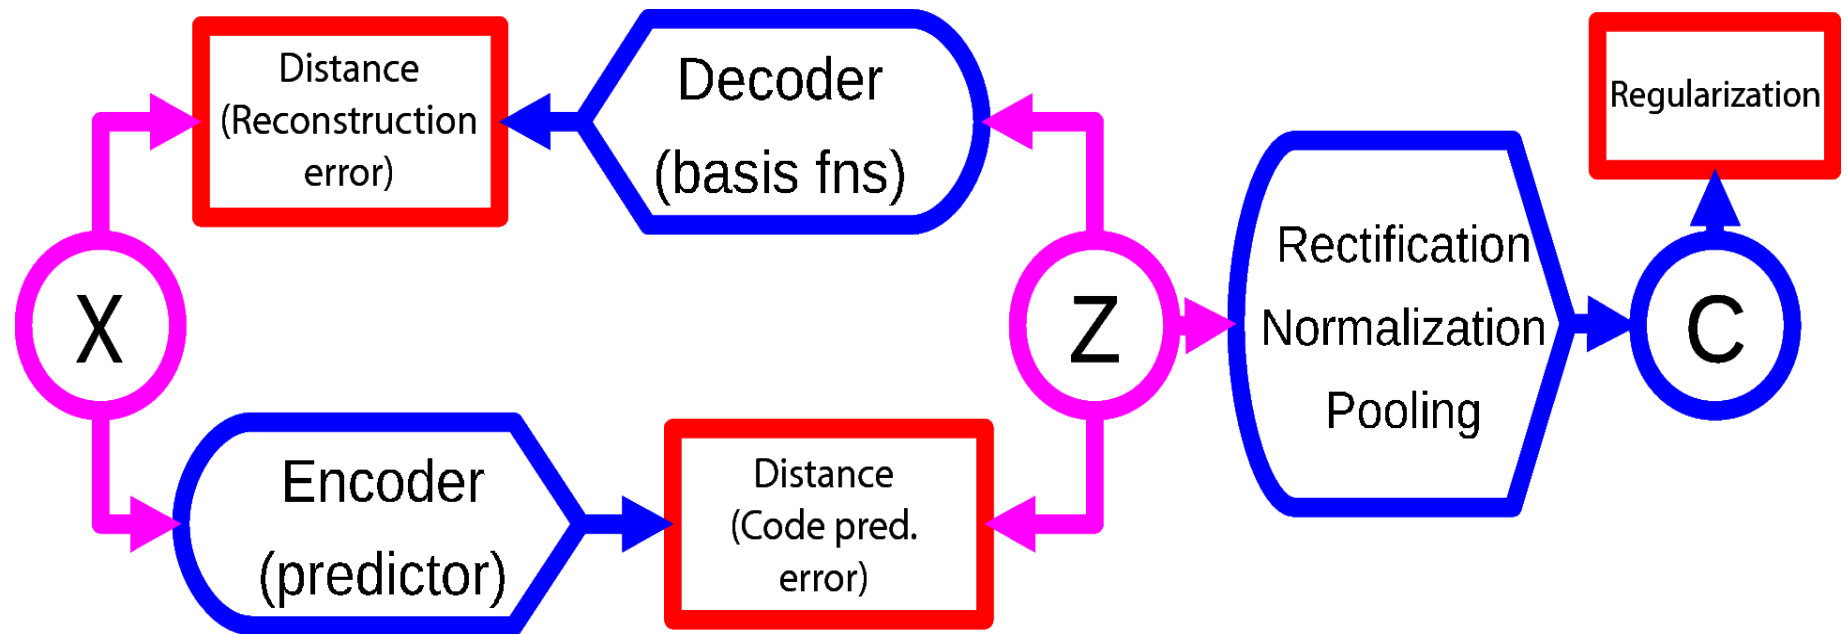 Distance
(Reconstruction
error)
Decoder
(basis fns)
Regularization
X
Z
Rectification
Normalization
Pooling
C
Encoder
(predictor)
Distance
(Code pred.
error)